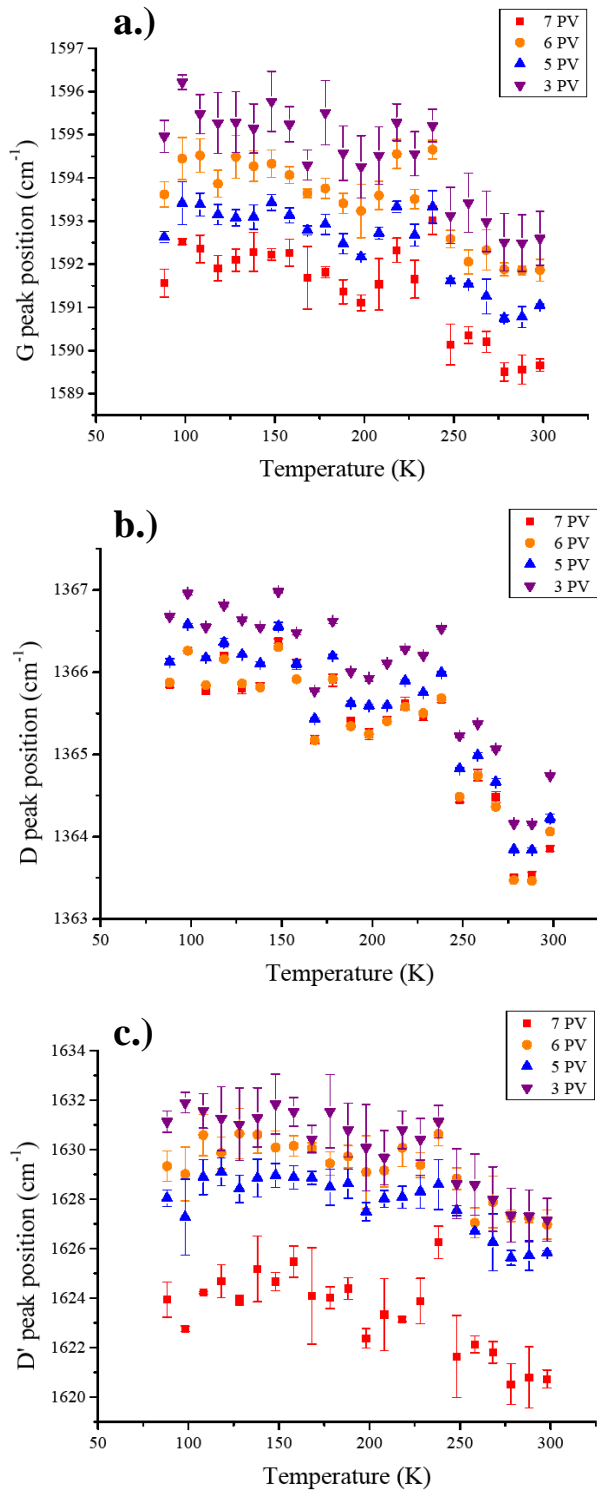 a.)
7 PV
6 PV
5 PV
3 PV
1597
1596
1595
1594
1593
1592
1591
1590
1589
G peak position (cm⁻¹)
50
100
150
200
250
300
Temperature (K)
b.)
7 PV
6 PV
5 PV
3 PV
1367
1366
1365
1364
1363
D peak position (cm⁻¹)
50
100
150
200
250
300
Temperature (K)
c.)
7 PV
6 PV
5 PV
3 PV
1634
1632
1630
1628
1626
1624
1622
1620
D' peak position (cm⁻¹)
50
100
150
200
250
300
Temperature (K)